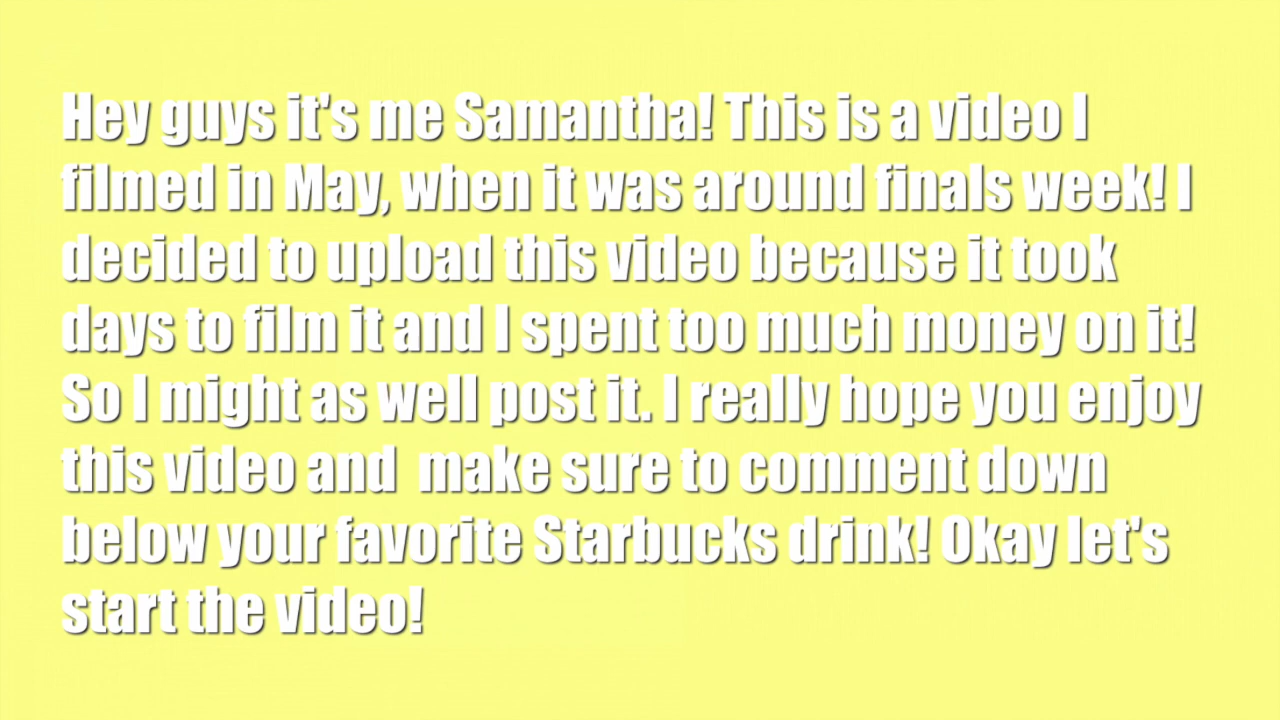 Hey guys it's me Samantha! This is a video I
filmed in May, when it was around finals week! I
decided to upload this video because it took
days to film it and I spent too much money on it!
So I might as well post it. I really hope you enjoy
this video and  make sure to comment down
below your favorite Starbucks drink! Okay let's
start the video!